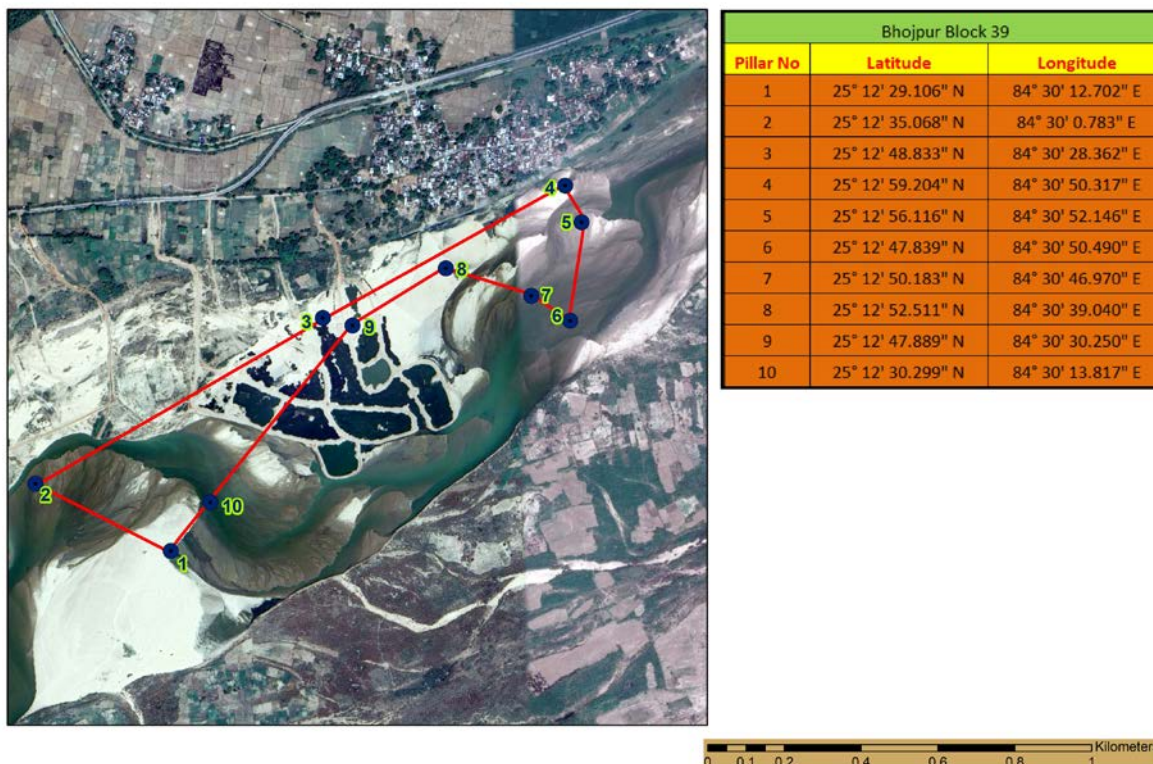 4
5
8
7
3
9
6
2
10
1
Bhojpur Block 39
Pillar No Latitude Longitude
1 25° 12' 29.106" N 84° 30' 12.702" E
2 25° 12' 35.068" N 84° 30' 0.783" E
3 25° 12' 48.833" N 84° 30' 28.362" E
4 25° 12' 59.204" N 84° 30' 50.317" E
5 25° 12' 56.116" N 84° 30' 52.146" E
6 25° 12' 47.839" N 84° 30' 50.490" E
7 25° 12' 50.183" N 84° 30' 46.970" E
8 25° 12' 52.511" N 84° 30' 39.040" E
9 25° 12' 47.889" N 84° 30' 30.250" E
10 25° 12' 30.299" N 84° 30' 13.817" E
Kilometer
0 0.1 0.2 0.4 0.6 0.8 1